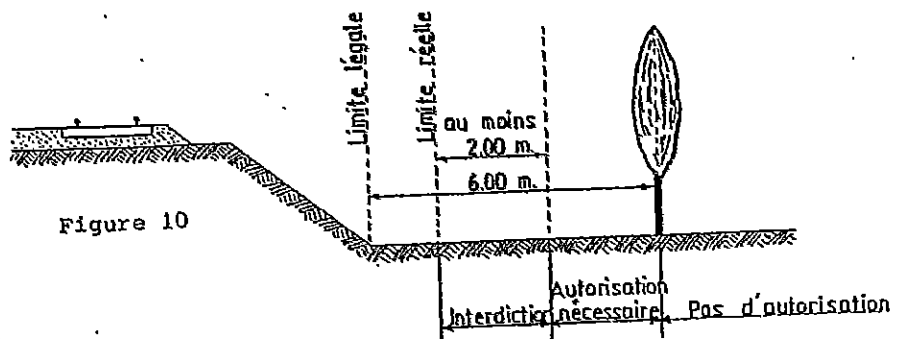 Limite légale
Limite réelle
au moins
2.00 m.
6.00 m.
Figure 10
Interdiction
Autorisation
nécessaire
Pas d'autorisation